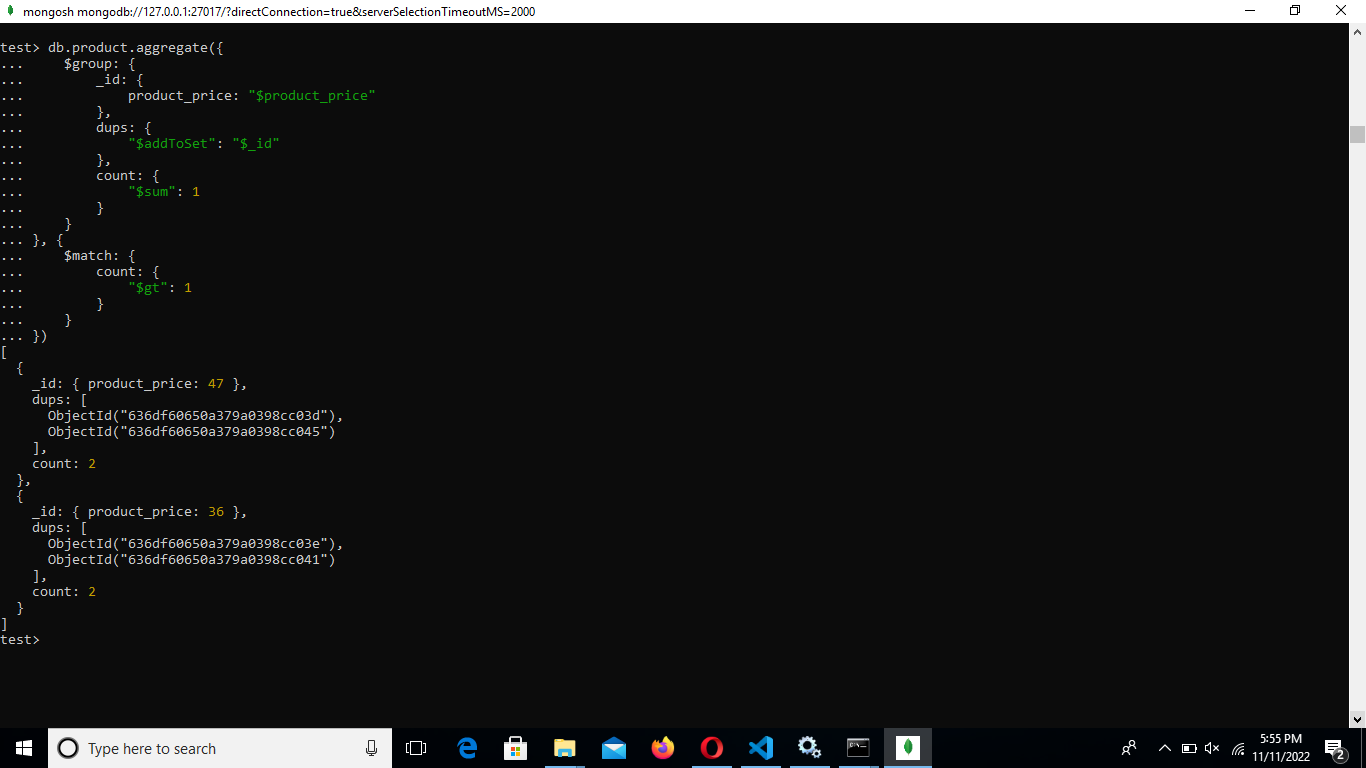 mongosh mongodb://127.0.0.1:27017/?directConnection=true&serverSelectionTimeoutMS=2000
test> db.product.aggregate({
...     $group: {
...         _id: {
...             product_price: "$product_price"
...         },
...         dups: {
...             "$addToSet": "$_id"
...         },
...         count: {
...             "$sum": 1
...         }
...     }
... }, {
...     $match: {
...         count: {
...             "$gt": 1
...         }
...     }
... })
[
  {
    _id: { product_price: 47 },
    dups: [
      ObjectId("636df60650a379a0398cc03d"),
      ObjectId("636df60650a379a0398cc045")
    ],
    count: 2
  },
  {
    _id: { product_price: 36 },
    dups: [
      ObjectId("636df60650a379a0398cc03e"),
      ObjectId("636df60650a379a0398cc041")
    ],
    count: 2
  }
]
test>
Type here to search
5:55 PM
11/11/2022
2